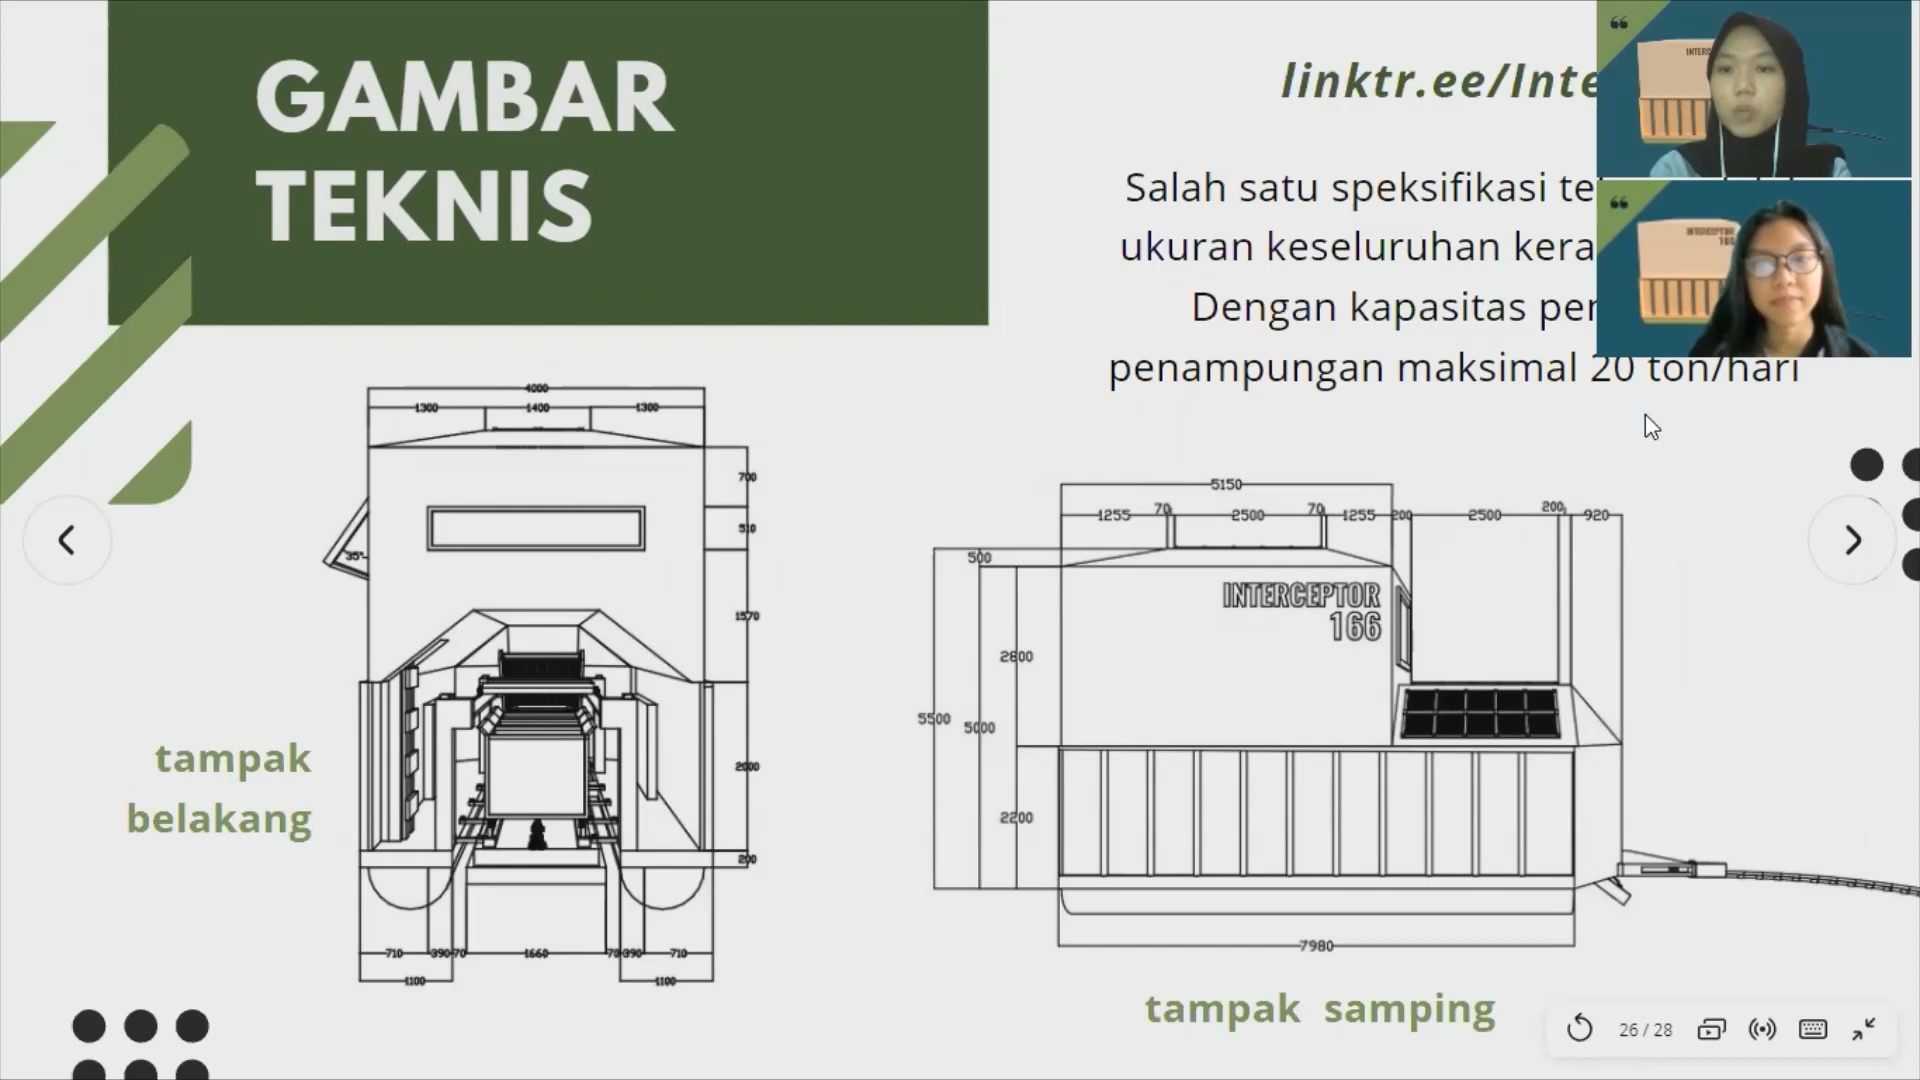 GAMBAR
TEKNIS
linktr.ee/Inte
Salah satu speksifikasi
ukuran keseluruhan
Dengan kapasitas
penampungan maksimal 20 ton/hari
INTERCEPTOR
166
4000
1300 1400 1300
700
510
35°
1570
2000
200
710 390 70 1660 70 390 710
1100 1100
tampak
belakang
5150
1255 70 2500 70 1255 200 2500 200 920
500
INTERCEPTOR
166
2800
5500 5000
2200
7980
tampak samping
26 / 28